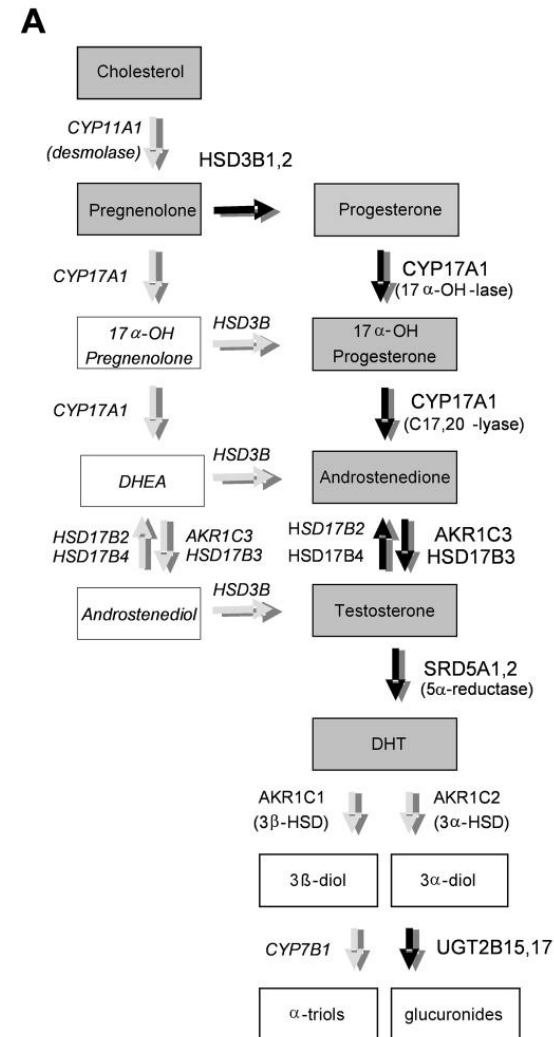 A
Cholesterol
CYP11A1
(desmolase)
HSD3B1,2
Pregnenolone
Progesterone
CYP17A1
CYP17A1
(17 α-OH -lase)
17 α-OH
Pregnenolone
HSD3B
17 α-OH
Progesterone
CYP17A1
CYP17A1
(C17,20 -lyase)
DHEA
HSD3B
Androstenedione
HSD17B2
HSD17B4
AKR1C3
HSD17B3
HSD17B2
HSD17B4
AKR1C3
HSD17B3
Androstenediol
HSD3B
Testosterone
SRD5A1,2
(5α-reductase)
DHT
AKR1C1
(3β-HSD)
AKR1C2
(3α-HSD)
3ß-diol
3α-diol
CYP7B1
UGT2B15,17
α-triols
glucuronides